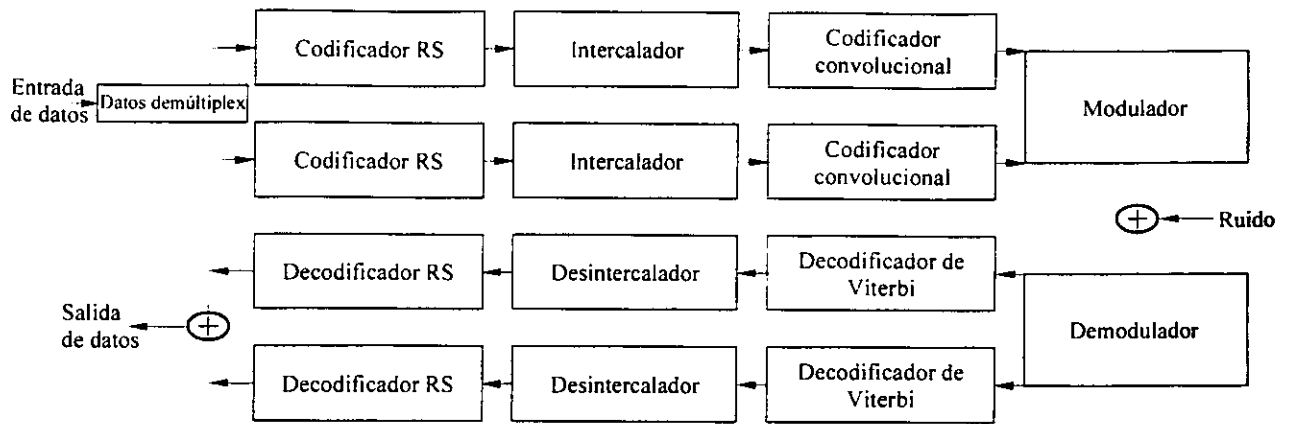 Codificador RS
Intercalador
Codificador
convolucional
Entrada
de datos
Datos demúltiplex
Modulador
Codificador RS
Intercalador
Codificador
convolucional
Ruido
Decodificador RS
Desintercalador
Decodificador de
Viterbi
Salida
de datos
Demodulador
Decodificador RS
Desintercalador
Decodificador de
Viterbi